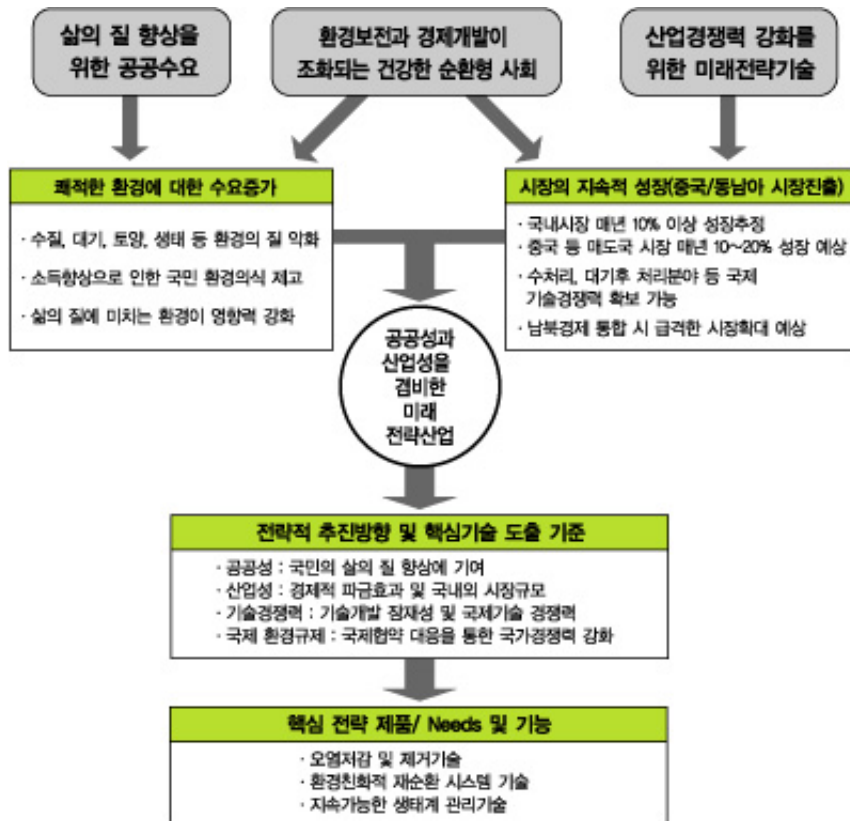 삶의 질 향상을
위한 공공수요
환경보전과 경제개발이
조화되는 건강한 순환형 사회
산업경쟁력 강화를
위한 미래전략기술
쾌적한 환경에 대한 수요증가
· 수질, 대기, 토양, 생태 등 환경의 질 악화
· 소득향상으로 인한 국민 환경의식 제고
· 삶의 질에 미치는 환경이 영향력 강화
시장의 지속적 성장(중국/동남아 시장진출)
· 국내시장 매년 10% 이상 성장추정
· 중국 등 매도국 시장 매년 10~20% 성장 예상
· 수처리, 대기후 처리분야 등 국제
기술경쟁력 확보 가능
· 남북경제 통합 시 급격한 시장확대 예상
공공성과
산업성을
겸비한
미래
전략산업
전략적 추진방향 및 핵심기술 도출 기준
· 공공성 : 국민의 삶의 질 향상에 기여
· 산업성 : 경제적 파금효과 및 국내외 시장규모
· 기술경쟁력 : 기술개발 잠재성 및 국제기술 경쟁력
· 국제 환경규제 : 국제협약 대응을 통한 국가경쟁력 강화
핵심 전략 제품/ Needs 및 기능
· 오염저감 및 제거기술
· 환경친화적 재순환 시스템 기술
· 지속가능한 생태계 관리기술